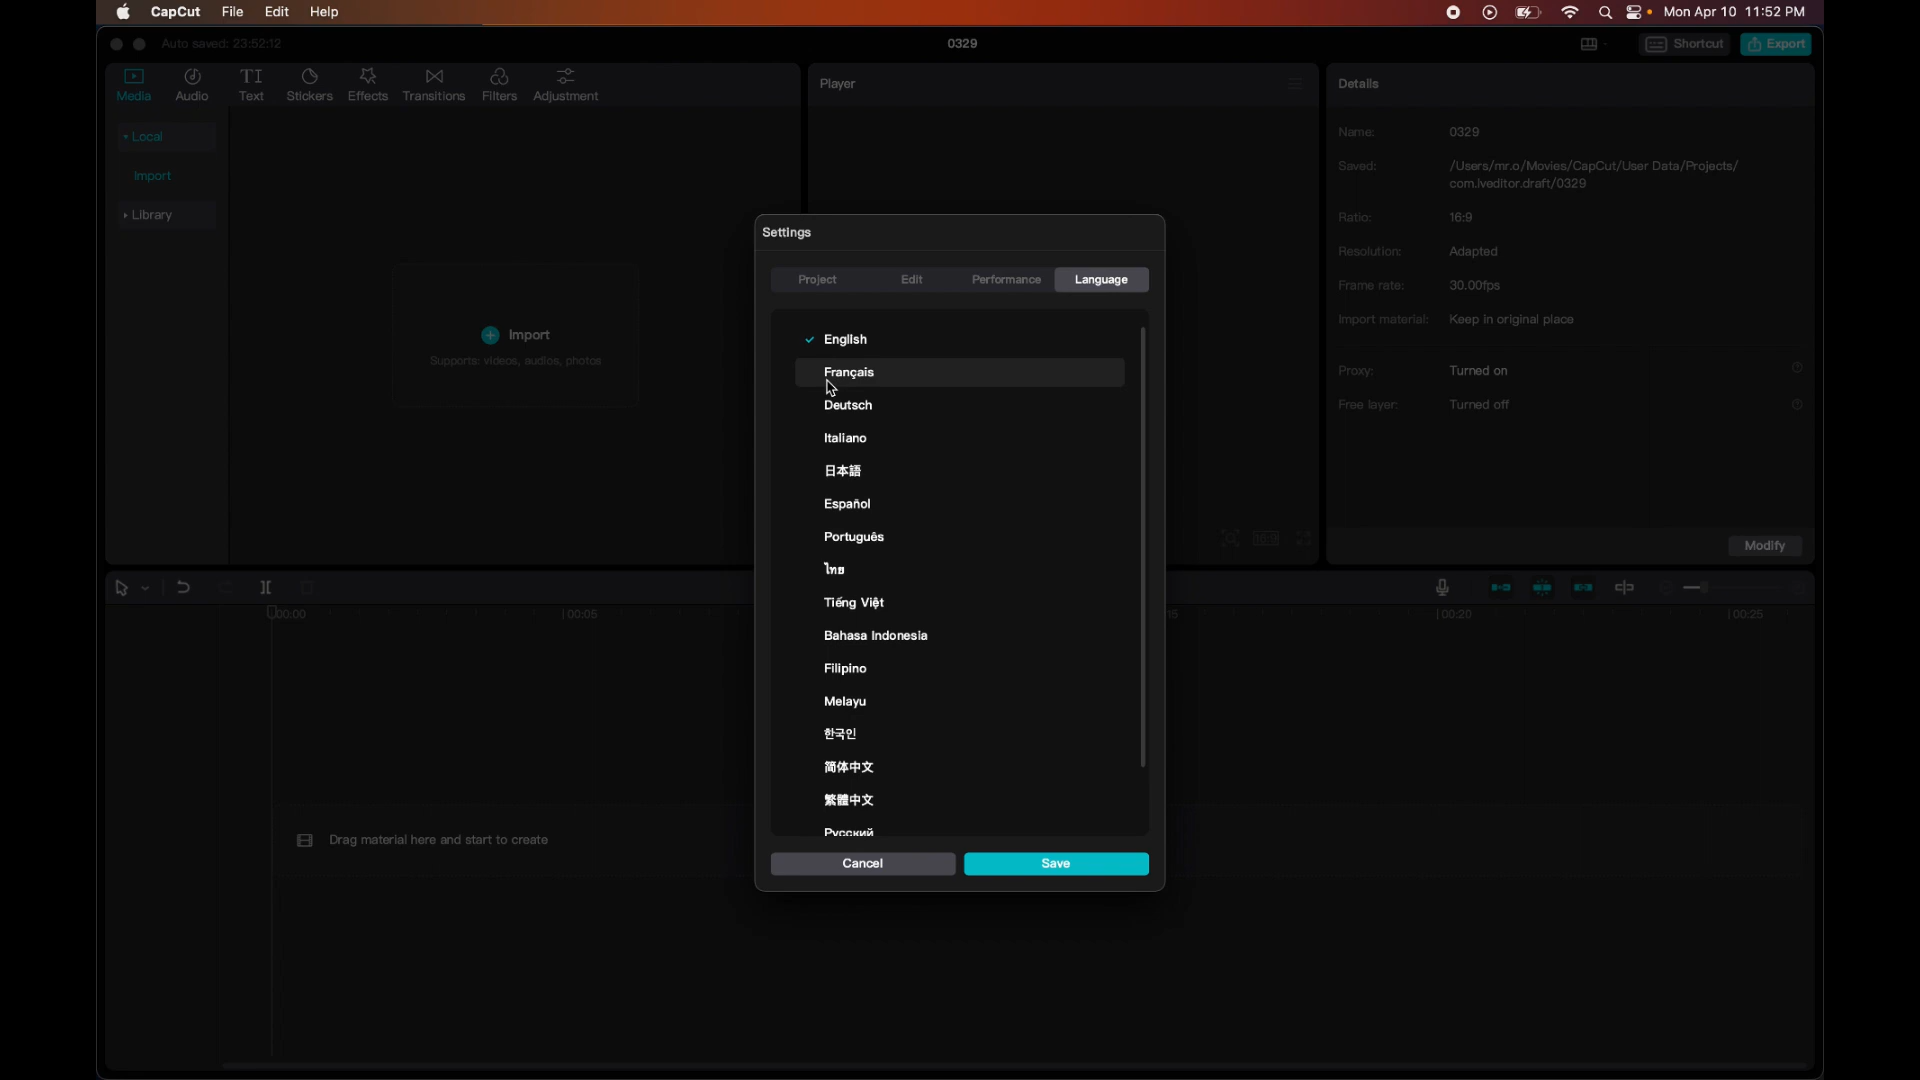 CapCut File Edit Help Mon Apr 10 11:52 PM
Auto saved: 23:52:12 0329 Shortcut Export
Media Audio Text Stickers Effects Transitions Filters Adjustment
Local
Import
Library
Import
Supports: videos, audios, photos
Player
16:9
Details
Name: 0329
Saved: /Users/mr.o/Movies/CapCut/User Data/Projects/
com.lveditor.draft/0329
Ratio: 16:9
Resolution: Adapted
Frame rate: 30.00fps
Import material: Keep in original place
Proxy: Turned on
Free layer: Turned off
Modify
Settings
Project Edit Performance Language
English
Français
Deutsch
Italiano
日本語
Español
Português
ไทย
Tiếng Việt
Bahasa Indonesia
Filipino
Melayu
한국인
简体中文
繁體中文
Русский
Cancel Save
00:00 00:05 00:20 00:25
Drag material here and start to create